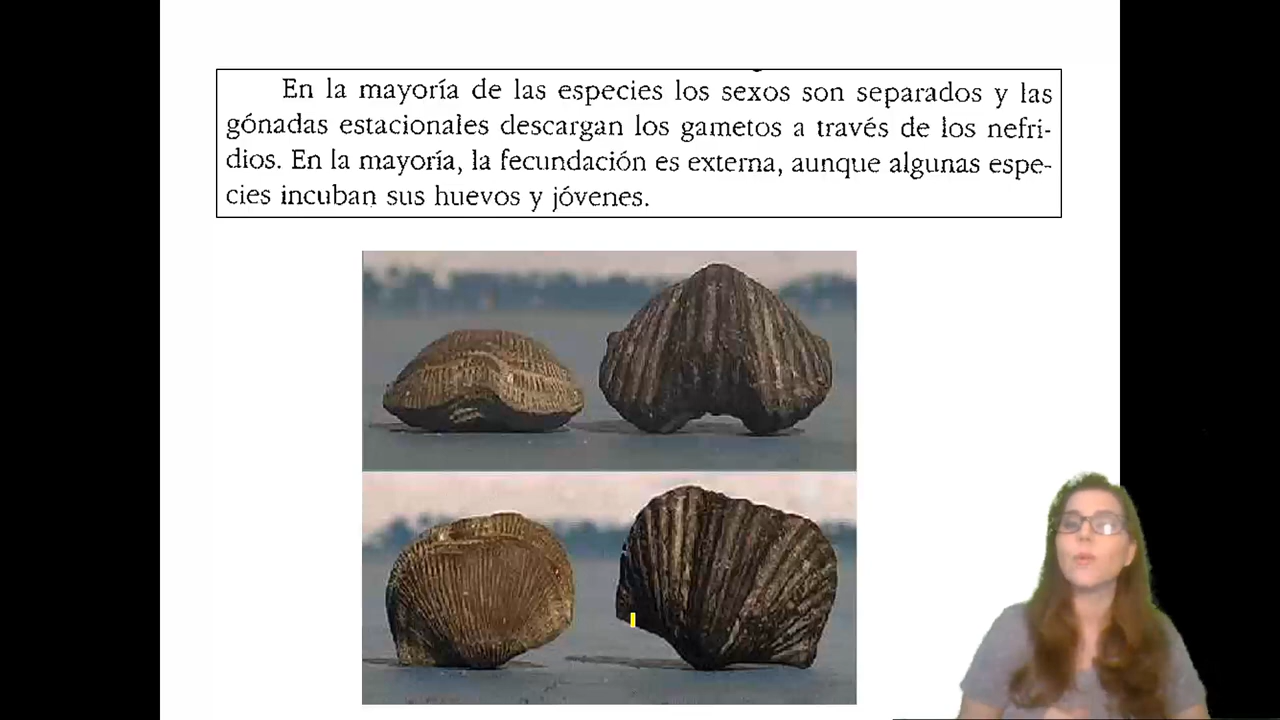 En la mayoría de las especies los sexos son separados y las
gónadas estacionales descargan los gametos a través de los nefri-
dios. En la mayoría, la fecundación es externa, aunque algunas espe-
cies incuban sus huevos y jóvenes.